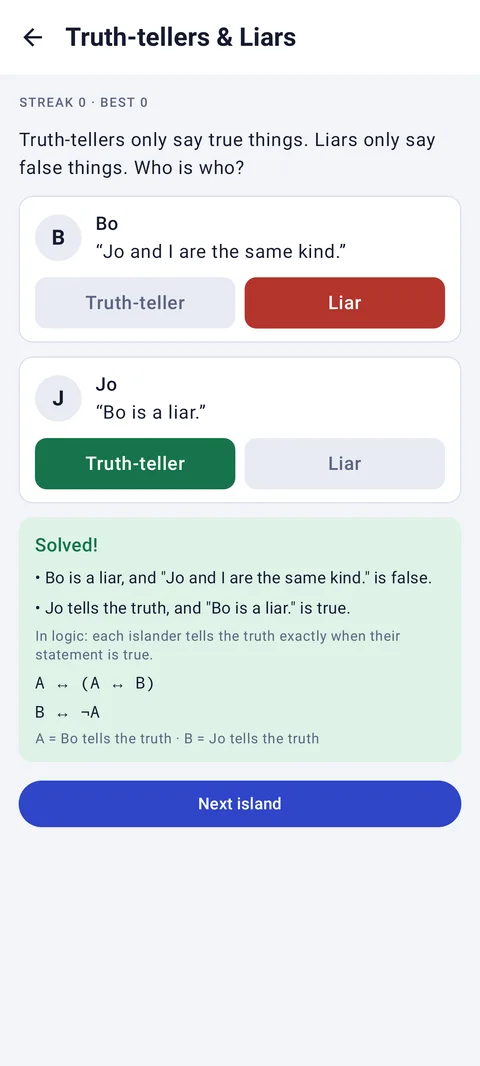 Truth-tellers & Liars
STREAK 0 · BEST 0
Truth-tellers only say true things. Liars only say
false things. Who is who?
B
Bo
“Jo and I are the same kind.”
Truth-teller
Liar
J
Jo
“Bo is a liar.”
Truth-teller
Liar
Solved!
• Bo is a liar, and "Jo and I are the same kind." is false.
• Jo tells the truth, and "Bo is a liar." is true.
In logic: each islander tells the truth exactly when their
statement is true.
A ↔ (A ↔ B)
B ↔ ¬A
A = Bo tells the truth · B = Jo tells the truth
Next island